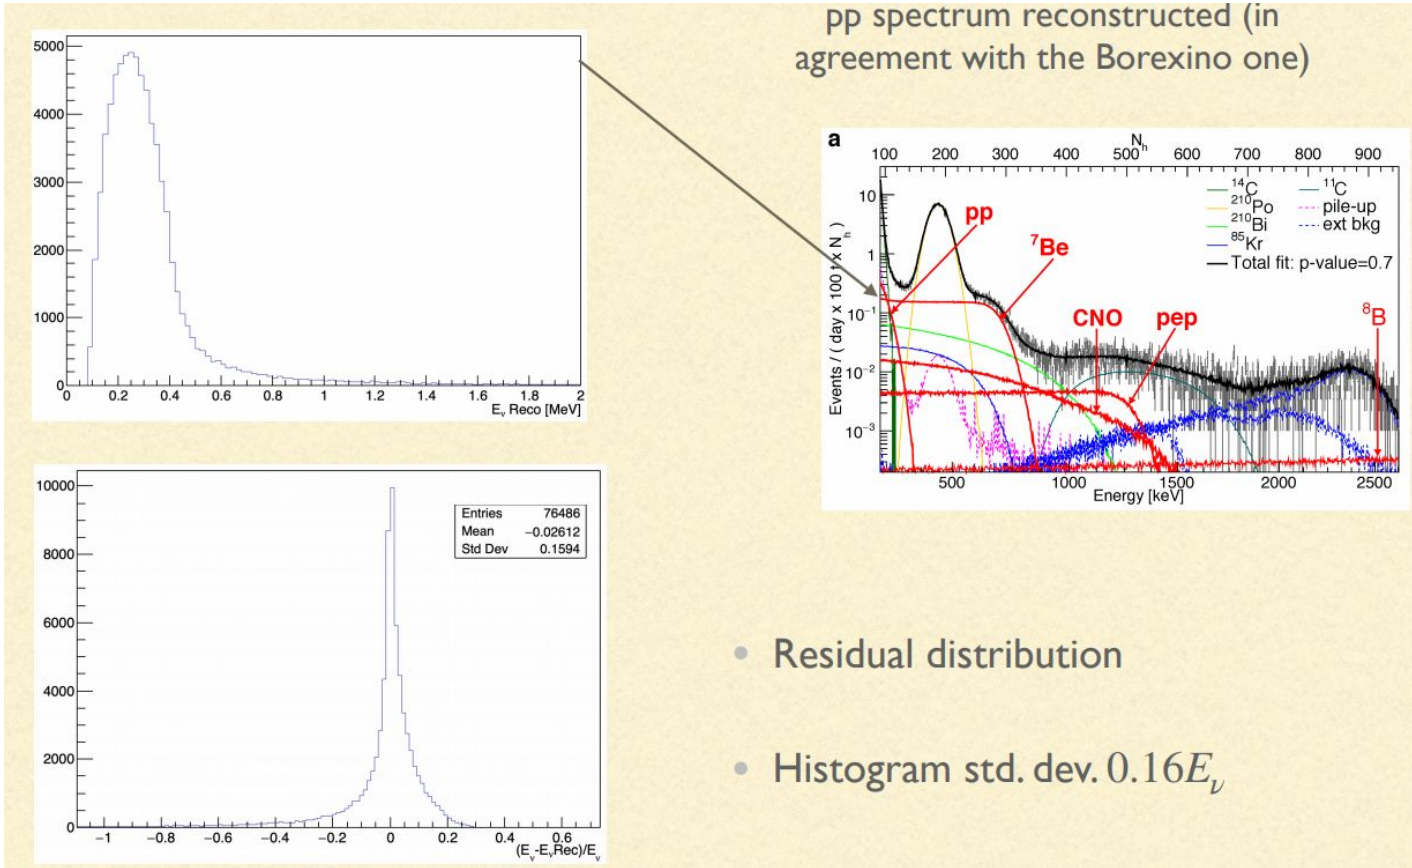 pp spectrum reconstructed (in
agreement with the Borexino one)
5000
4000
3000
2000
1000
0
0 0.2 0.4 0.6 0.8 1 1.2 1.4 1.6 1.8 2
E_ν Reco [MeV]
a
N_h
100 200 300 400 500 600 700 800 900
10
1
10⁻¹
10⁻²
10⁻³
Events / ( day x 100 t x N_h )
¹⁴C ¹¹C
²¹⁰Po pile-up
²¹⁰Bi ext bkg
⁸⁵Kr
Total fit: p-value=0.7
pp
⁷Be
CNO
pep
⁸B
500 1000 1500 2000 2500
Energy [keV]
10000
8000
6000
4000
2000
0
Entries 76486
Mean −0.02612
Std Dev 0.1594
−1 −0.8 −0.6 −0.4 −0.2 0 0.2 0.4 0.6
(E_ν-E_νRec)/E_ν
• Residual distribution
• Histogram std. dev. 0.16E_ν